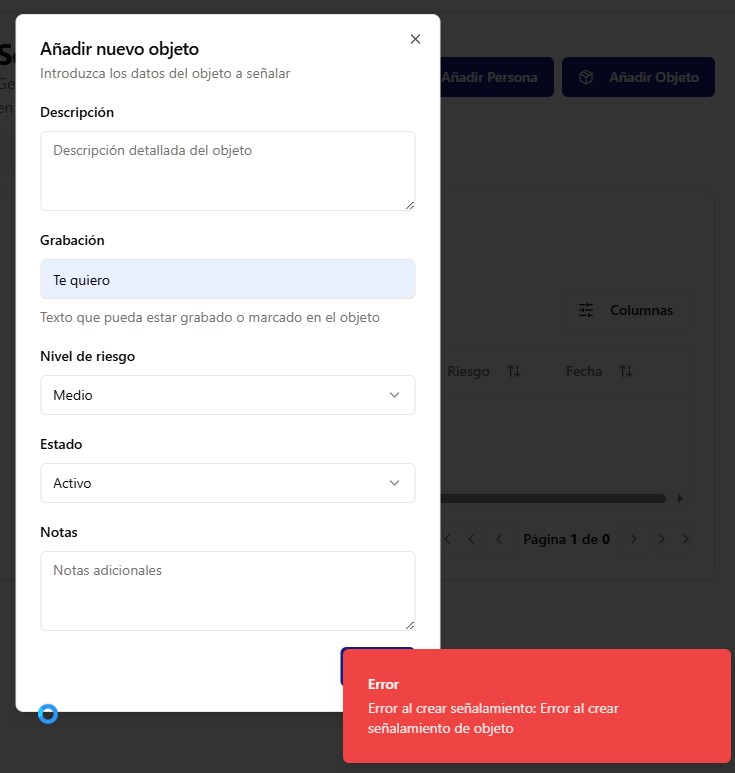 Añadir nuevo objeto
Introduzca los datos del objeto a señalar
Añadir Persona
Añadir Objeto
Descripción
Descripción detallada del objeto
Grabación
Te quiero
Texto que pueda estar grabado o marcado en el objeto
Columnas
Nivel de riesgo
Riesgo
Fecha
Medio
Estado
Activo
Notas
Página 1 de 0
Notas adicionales
Error
Error al crear señalamiento: Error al crear
señalamiento de objeto